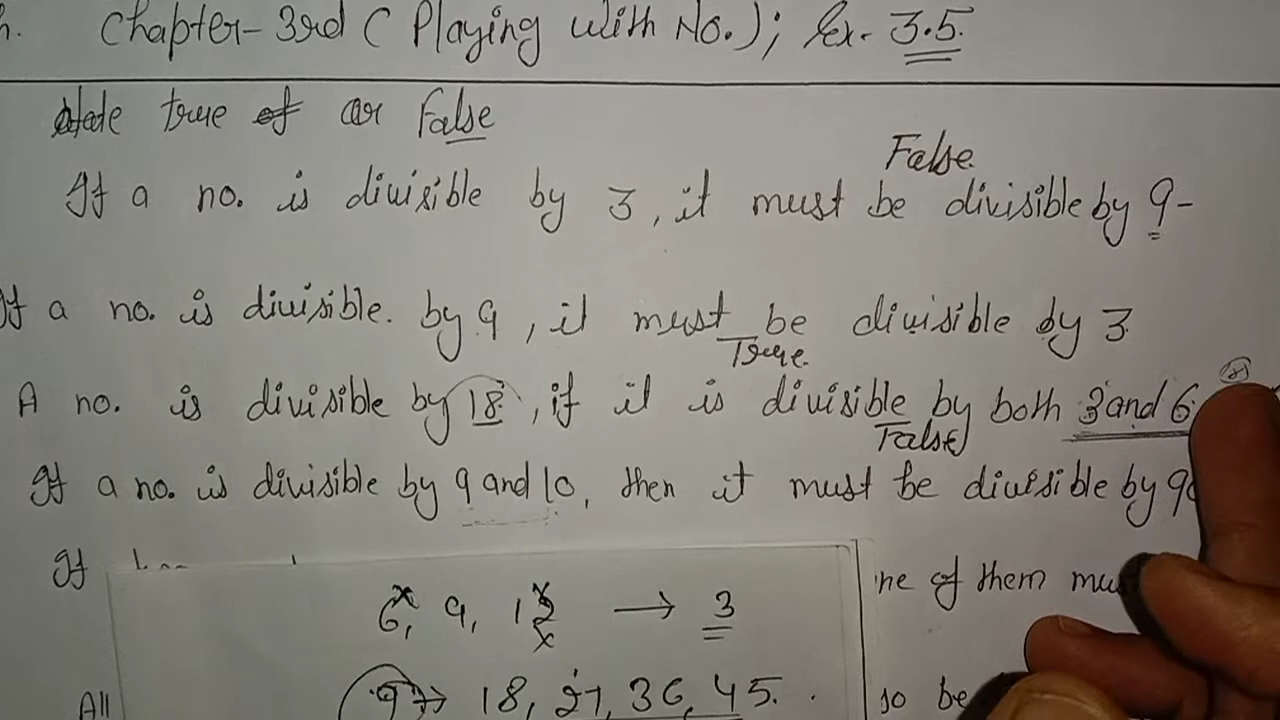 h. Chapter-3rd ( Playing with No.); Ex- 3.5.
State true of or False
False
If a no. is divisible by 3, it must be divisible by 9-
If a no. is divisible. by 9, it must be divisible by 3.
True.
A no. is divisible by 18, if it is divisible by both 3 and 6
False
If a no. is divisible by 9 and 10, then it must be divisible by 90
If ne of them mu
6, 9, 12 → 3
9 → 18, 27, 36, 45.
All so be